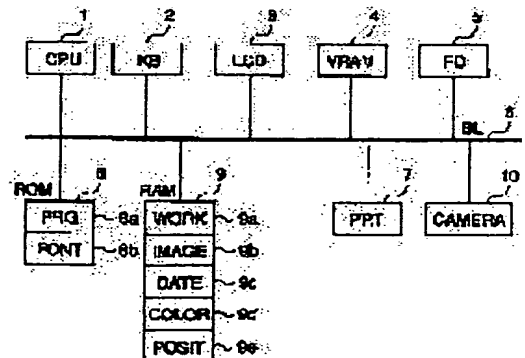 1 2 3 4 5
CPU KB LCD VRAM FD
BL 6
ROM 8 RAM 9 7 10
PRG 8a WORK 9a PRT CAMERA
FONT 8b IMAGE 9b
DATE 9c
COLOR 9d
POSIT 9e